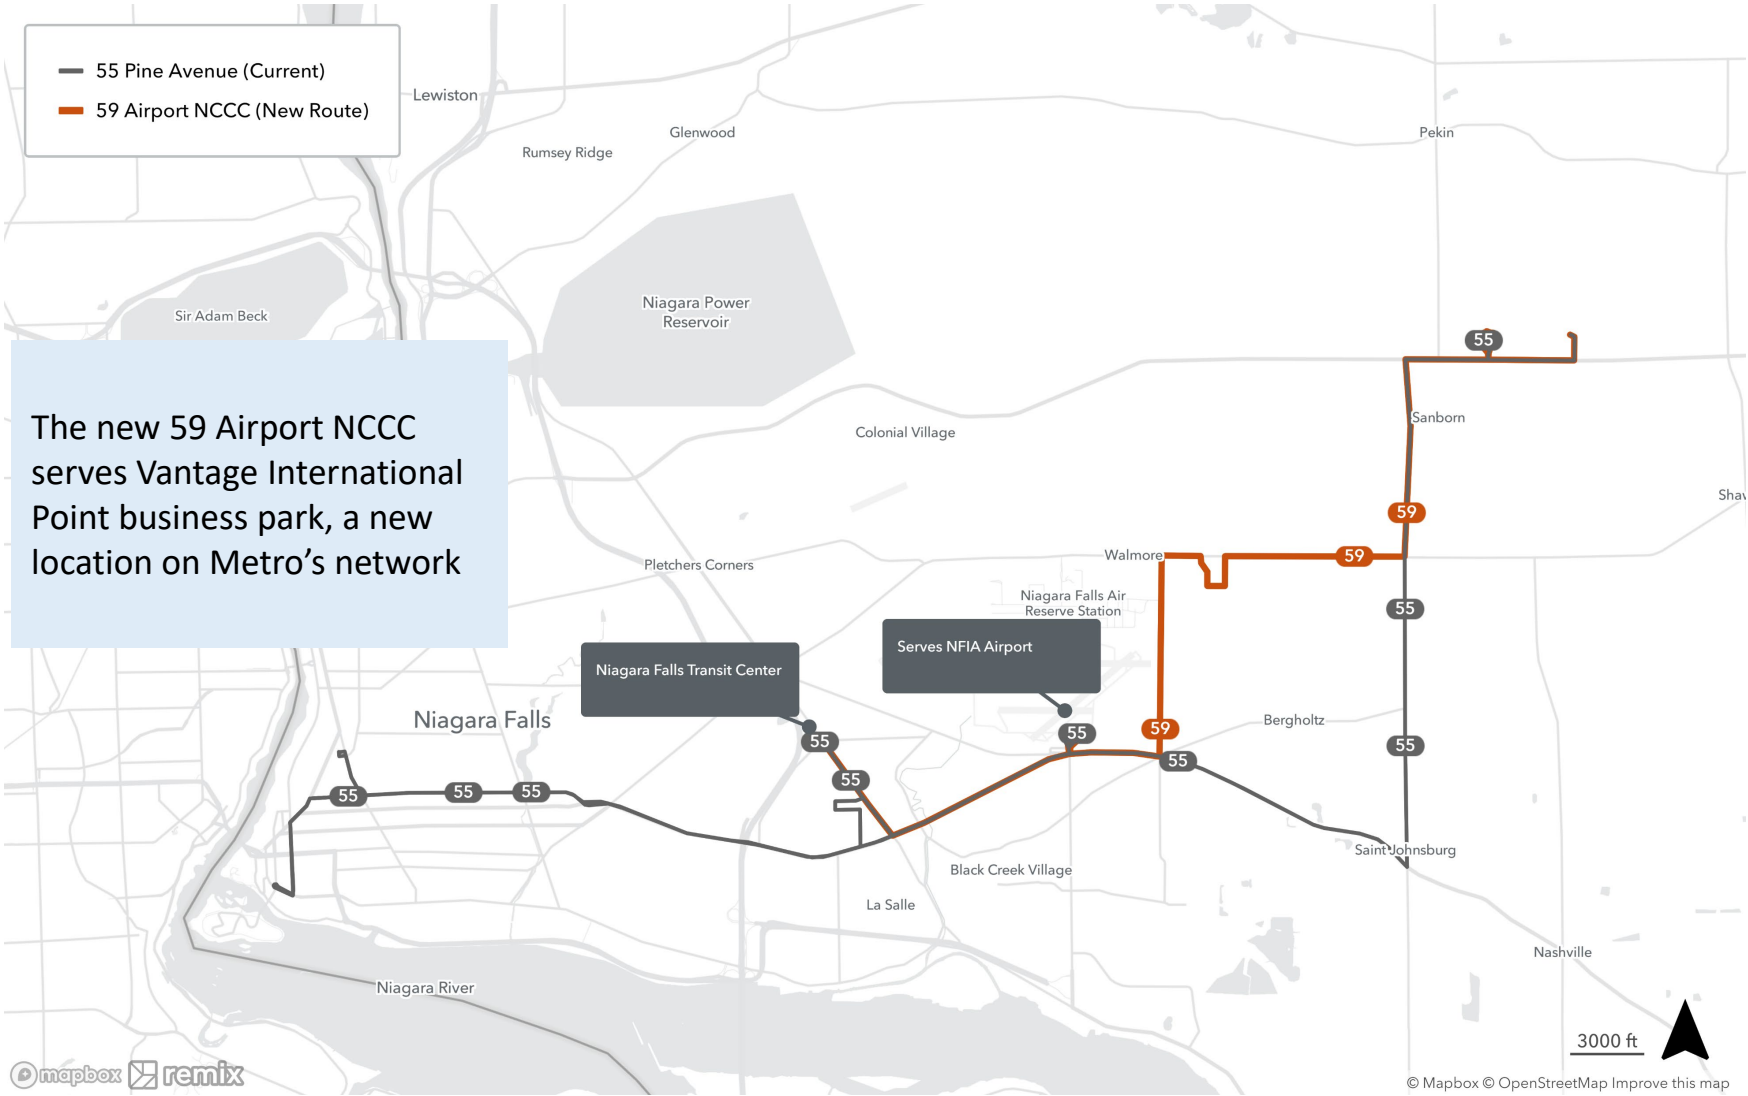 55 Pine Avenue (Current)
59 Airport NCCC (New Route)
Lewiston
Glenwood
Rumsey Ridge
Pekin
Niagara Power
Reservoir
Sir Adam Beck
55
The new 59 Airport NCCC
serves Vantage International
Point business park, a new
location on Metro’s network
Colonial Village
Sanborn
59
Pletchers Corners
Walmore
59
Niagara Falls Air
Reserve Station
55
Niagara Falls Transit Center
Serves NFIA Airport
Niagara Falls
Bergholtz
55
55
59
55
55
55
55
55
55
55
Saint Johnsburg
Black Creek Village
La Salle
Nashville
Niagara River
3000 ft
mapbox remix
© Mapbox © OpenStreetMap Improve this map